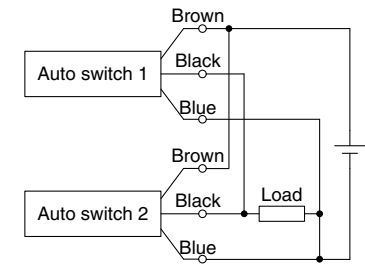 Brown
Auto switch 1
Black
Blue
Brown
Auto switch 2
Black
Load
Blue